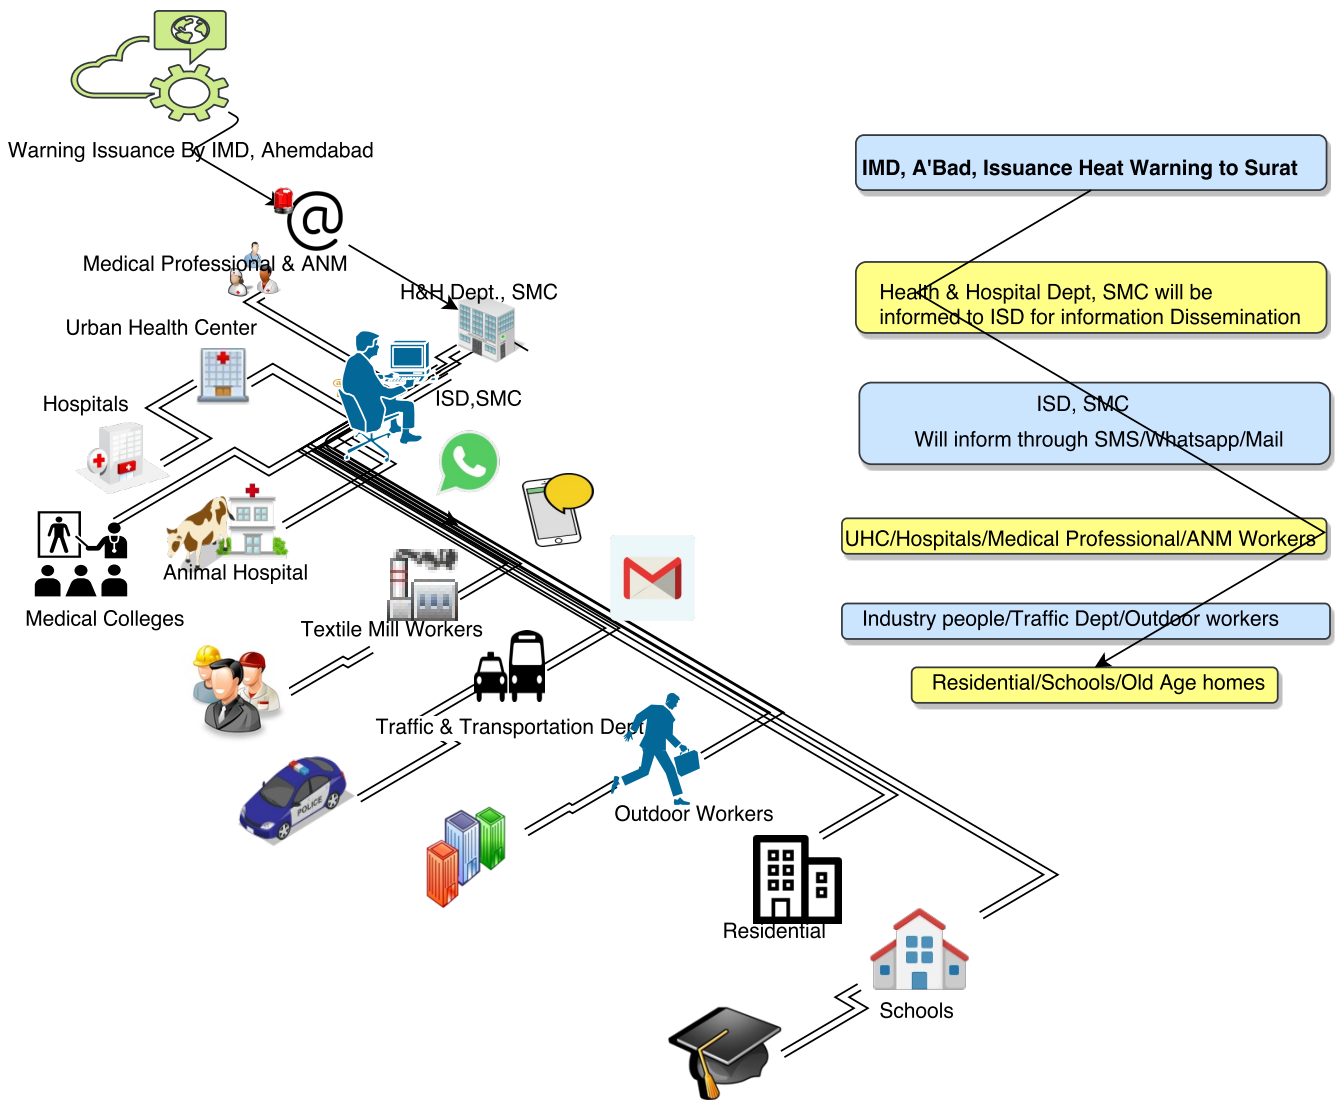 Warning Issuance By IMD, Ahemdabad
@
Medical Professional & ANM
H&H Dept., SMC
Urban Health Center
ISD,SMC
Hospitals
Animal Hospital
Medical Colleges
Textile Mill Workers
Traffic & Transportation Dept
POLICE
Outdoor Workers
Residential
Schools
IMD, A'Bad, Issuance Heat Warning to Surat
Health & Hospital Dept, SMC will be
informed to ISD for information Dissemination
ISD, SMC
Will inform through SMS/Whatsapp/Mail
UHC/Hospitals/Medical Professional/ANM Workers
Industry people/Traffic Dept/Outdoor workers
Residential/Schools/Old Age homes